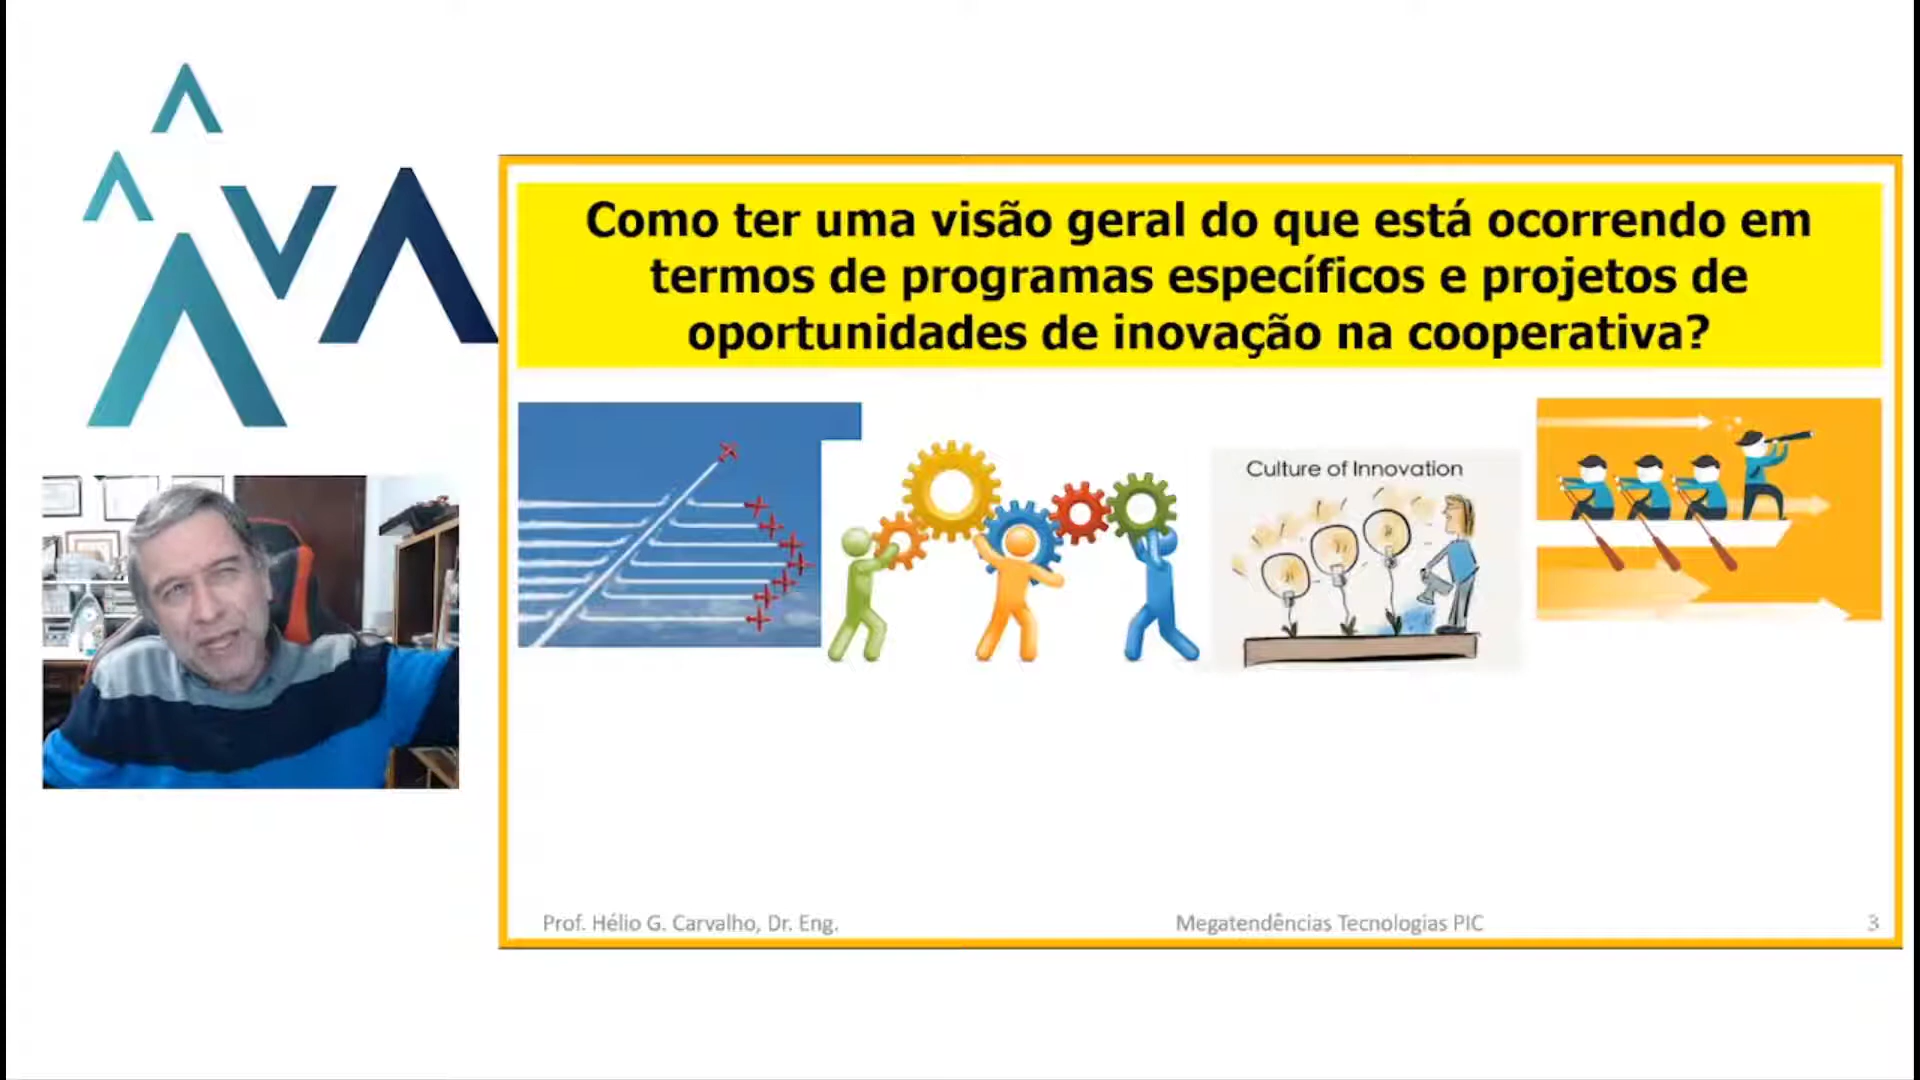 AVA
Como ter uma visão geral do que está ocorrendo em
termos de programas específicos e projetos de
oportunidades de inovação na cooperativa?
Culture of Innovation
Prof. Hélio G. Carvalho, Dr. Eng.
Megatendências Tecnologias PIC
3